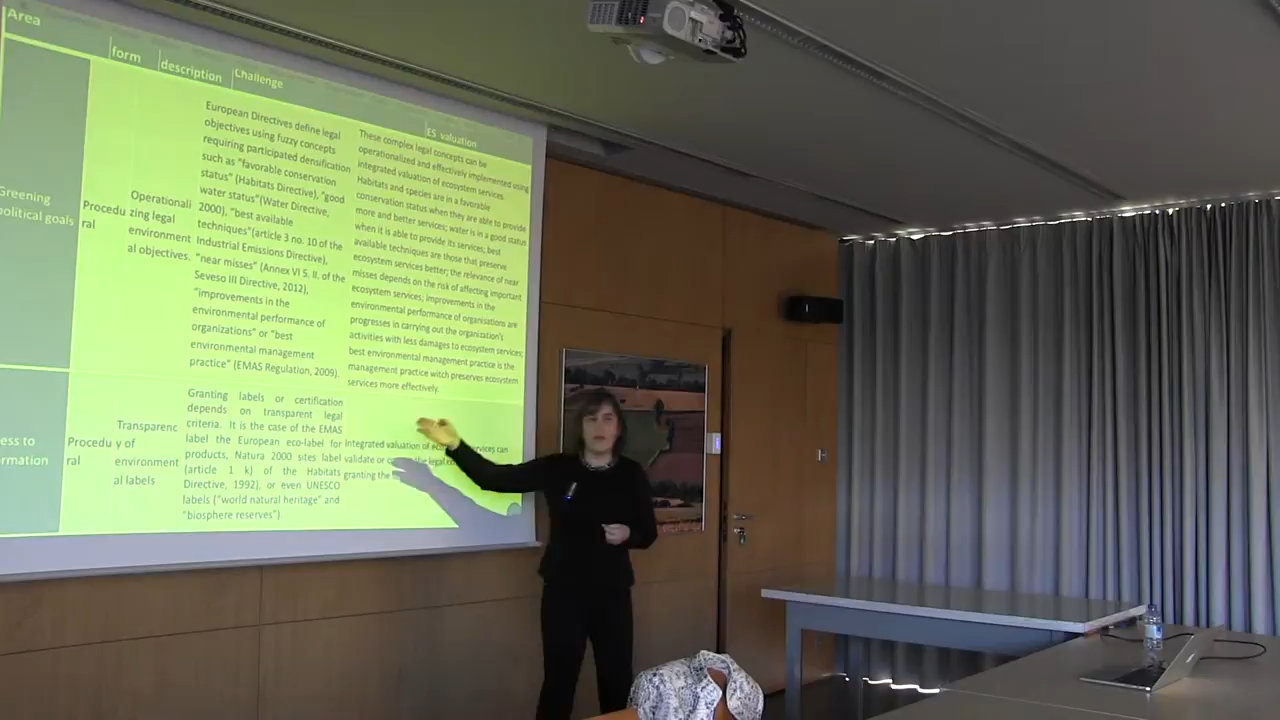 Area
form
description
Challenge
ES valuation
Greening
political goals
Procedu
ral
Operationali
zing legal
environment
al objectives.
European Directives define legal
objectives using fuzzy concepts
requiring participated densification
such as "favorable conservation
status" (Habitats Directive), "good
water status"(Water Directive,
2000), "best available
techniques"(article 3 no. 10 of the
Industrial Emissions Directive),
"near misses" (Annex VI 5. II. of the
Seveso III Directive, 2012),
"improvements in the
environmental performance of
organizations" or "best
environmental management
practice" (EMAS Regulation, 2009).
These complex legal concepts can be
operationalized and effectively implemented using
integrated valuation of ecosystem services.
Habitats and species are in a favorable
conservation status when they are able to provide
more and better services; water is in a good status
when it is able to provide its services; best
available techniques are those that preserve
ecosystem services better; the relevance of near
misses depends on the risk of affecting important
ecosystem services; improvements in the
environmental performance of organisations are
progresses in carrying out the organization's
activities with less damages to ecosystem services;
best environmental management practice is the
management practice witch preserves ecosystem
services more effectively.
ess to
rmation
Procedu
ral
Transparenc
y of
environment
al labels
Granting labels or certification
depends on transparent legal
criteria. It is the case of the EMAS
label the European eco-label for
products, Natura 2000 sites label
(article 1 k) of the Habitats
Directive, 1992), or even UNESCO
labels ("world natural heritage" and
"biosphere reserves").
Integrated valuation of services can
validate or the legal
granting the